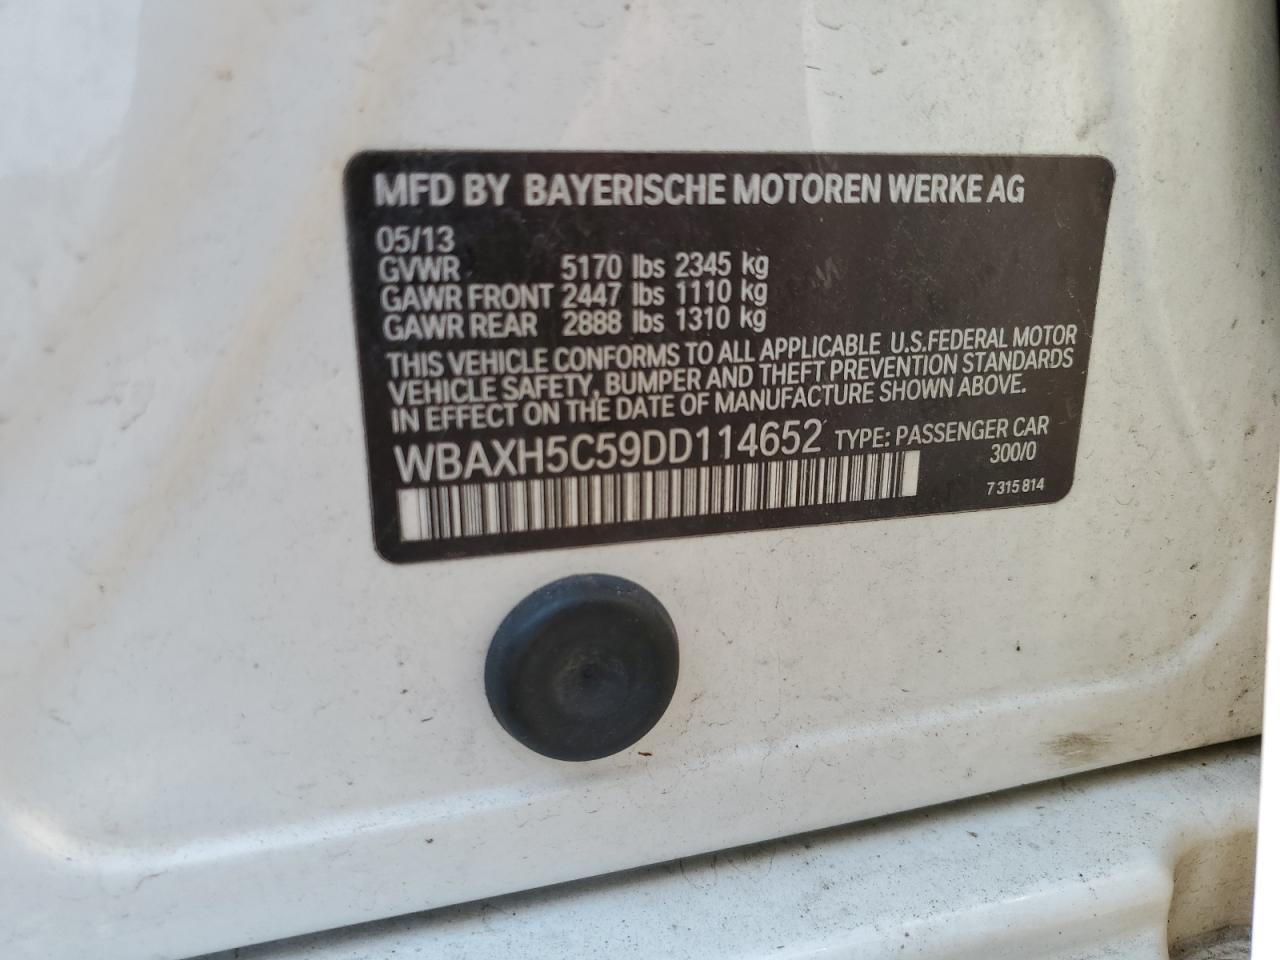 MFD BY BAYERISCHE MOTOREN WERKE AG
05/13
GVWR 5170 lbs 2345 kg
GAWR FRONT 2447 lbs 1110 kg
GAWR REAR 2888 lbs 1310 kg
THIS VEHICLE CONFORMS TO ALL APPLICABLE U.S.FEDERAL MOTOR
VEHICLE SAFETY, BUMPER AND THEFT PREVENTION STANDARDS
IN EFFECT ON THE DATE OF MANUFACTURE SHOWN ABOVE.
WBAXH5C59DD114652 TYPE: PASSENGER CAR
300/0
7 315 814